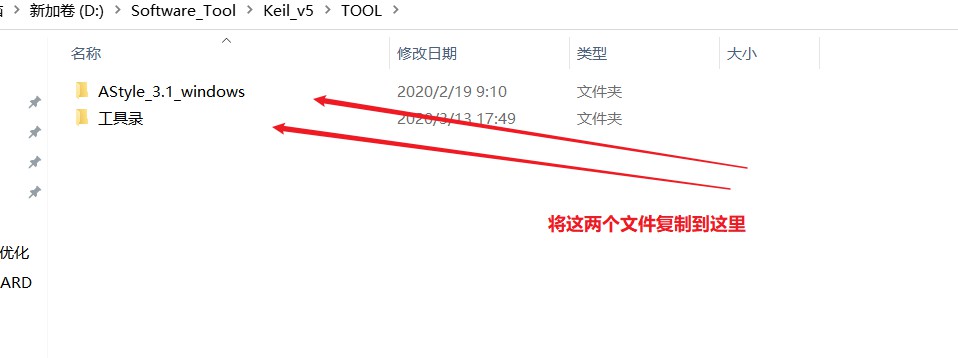 新加卷 (D:) > Software_Tool > Keil_v5 > TOOL >
名称 修改日期 类型 大小
AStyle_3.1_windows 2020/2/19 9:10 文件夹
工具录 2020/3/13 17:49 文件夹
将这两个文件复制到这里
优化
ARD